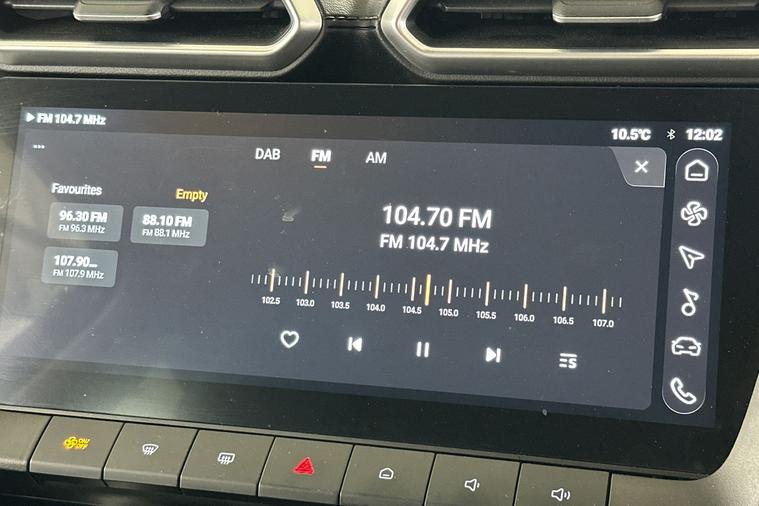 FM 104.7 MHz
10.5°C
12:02
...
DAB FM AM
Favourites Empty
96.30 FM
FM 96.3 MHz
88.10 FM
FM 88.1 MHz
107.90...
FM 107.9 MHz
104.70 FM
FM 104.7 MHz
102.5 103.0 103.5 104.0 104.5 105.0 105.5 106.0 106.5 107.0
ON/
OFF